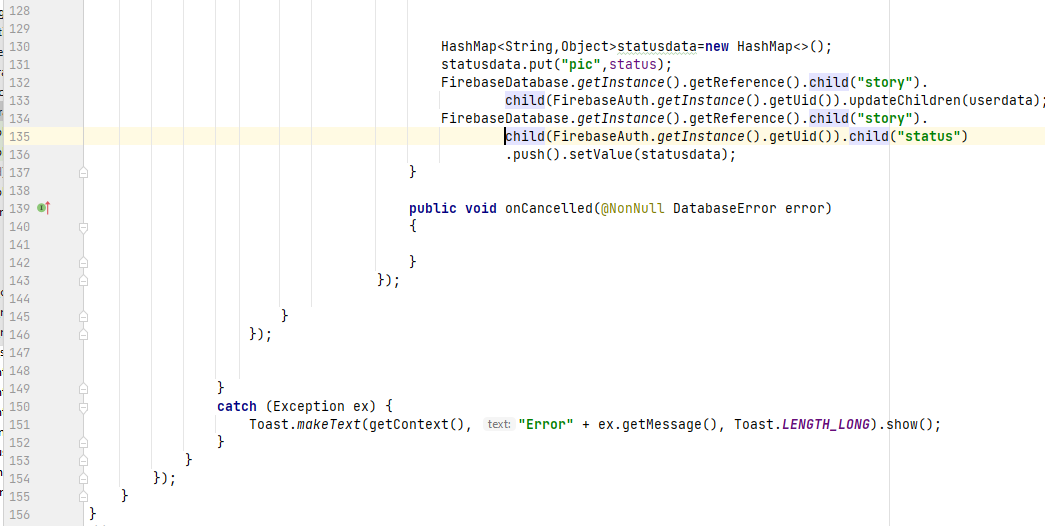 128
129
130 HashMap<String,Object>statusdata=new HashMap<>();
131 statusdata.put("pic",status);
132 FirebaseDatabase.getInstance().getReference().child("story").
133 child(FirebaseAuth.getInstance().getUid()).updateChildren(userdata);
134 FirebaseDatabase.getInstance().getReference().child("story").
135 child(FirebaseAuth.getInstance().getUid()).child("status")
136 .push().setValue(statusdata);
137 }
138
139 public void onCancelled(@NonNull DatabaseError error)
140 {
141
142 }
143 });
144
145 }
146 });
147
148
149 }
150 catch (Exception ex) {
151 Toast.makeText(getContext(), text: "Error" + ex.getMessage(), Toast.LENGTH_LONG).show();
152 }
153 }
154 });
155 }
156 }